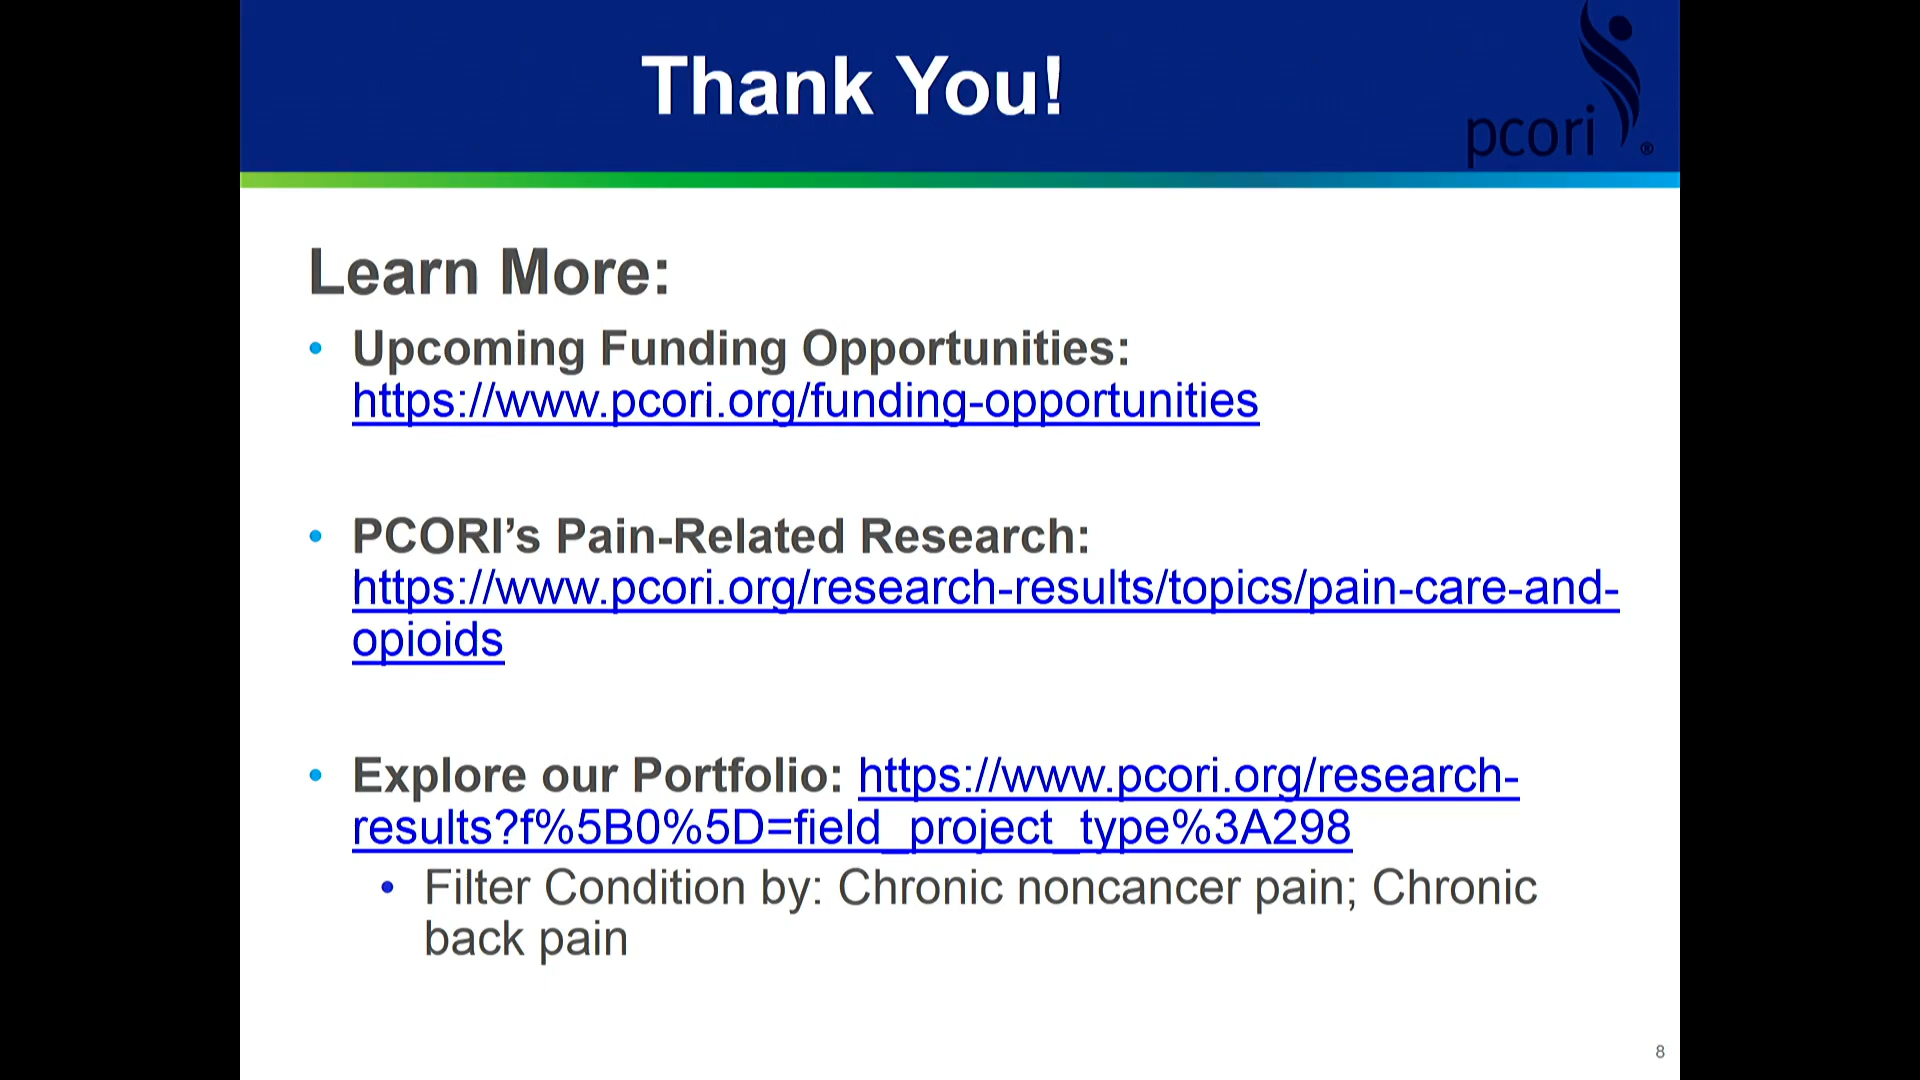 Thank You!
pcori
®
Learn More:
• Upcoming Funding Opportunities:
https://www.pcori.org/funding-opportunities
• PCORI’s Pain-Related Research:
https://www.pcori.org/research-results/topics/pain-care-and-
opioids
• Explore our Portfolio: https://www.pcori.org/research-
results?f%5B0%5D=field_project_type%3A298
• Filter Condition by: Chronic noncancer pain; Chronic
back pain
8